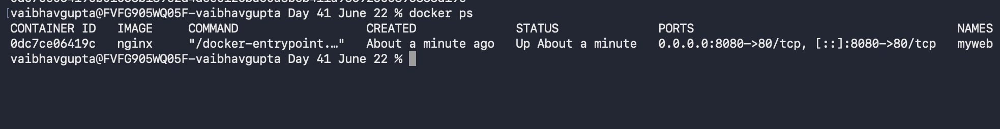 [vaibhavgupta@FVFG905WQ05F-vaibhavgupta Day 41 June 22 % docker ps
CONTAINER ID   IMAGE     COMMAND                  CREATED              STATUS              PORTS                                     NAMES
0dc7ce06419c   nginx     "/docker-entrypoint.…"   About a minute ago   Up About a minute   0.0.0.0:8080->80/tcp, [::]:8080->80/tcp   myweb
vaibhavgupta@FVFG905WQ05F-vaibhavgupta Day 41 June 22 %